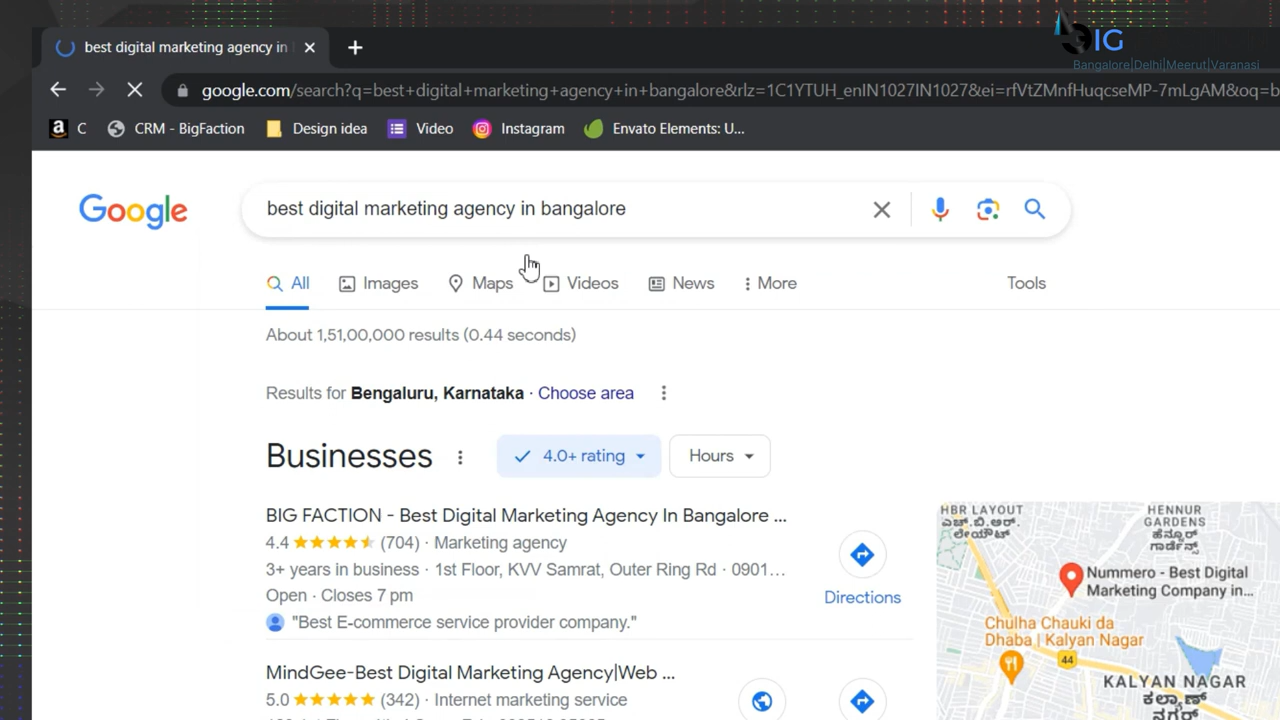 best digital marketing agency in
IG
Bangalore|Delhi|Meerut|Varanasi
google.com/search?q=best+digital+marketing+agency+in+bangalore&rlz=1C1YTUH_enIN1027IN1027&ei=rfVtZMnfHuqcseMP-7mLgAM&oq=b
a C CRM - BigFaction Design idea Video Instagram Envato Elements: U...
Google best digital marketing agency in bangalore
All Images Maps Videos News More Tools
About 1,51,00,000 results (0.44 seconds)
Results for Bengaluru, Karnataka · Choose area
Businesses 4.0+ rating Hours
BIG FACTION - Best Digital Marketing Agency In Bangalore ...
4.4 (704) · Marketing agency
3+ years in business · 1st Floor, KVV Samrat, Outer Ring Rd · 0901...
Open · Closes 7 pm
Directions
"Best E-commerce service provider company."
MindGee-Best Digital Marketing Agency|Web ...
5.0 (342) · Internet marketing service
HBR LAYOUT
ಎಚ್.ಬಿ.ಆರ್.
ಲೇಯೌಟ್
HENNUR
GARDENS
ಹೆನ್ನೂರ್
ಗಾರ್ಡನ್ಸ್
Nummero - Best Digital
Marketing Company in...
Chulha Chauki da
Dhaba | Kalyan Nagar
44
KALYAN NAGAR
ಕಲ್ಯಾಣ್
ನಗರ್